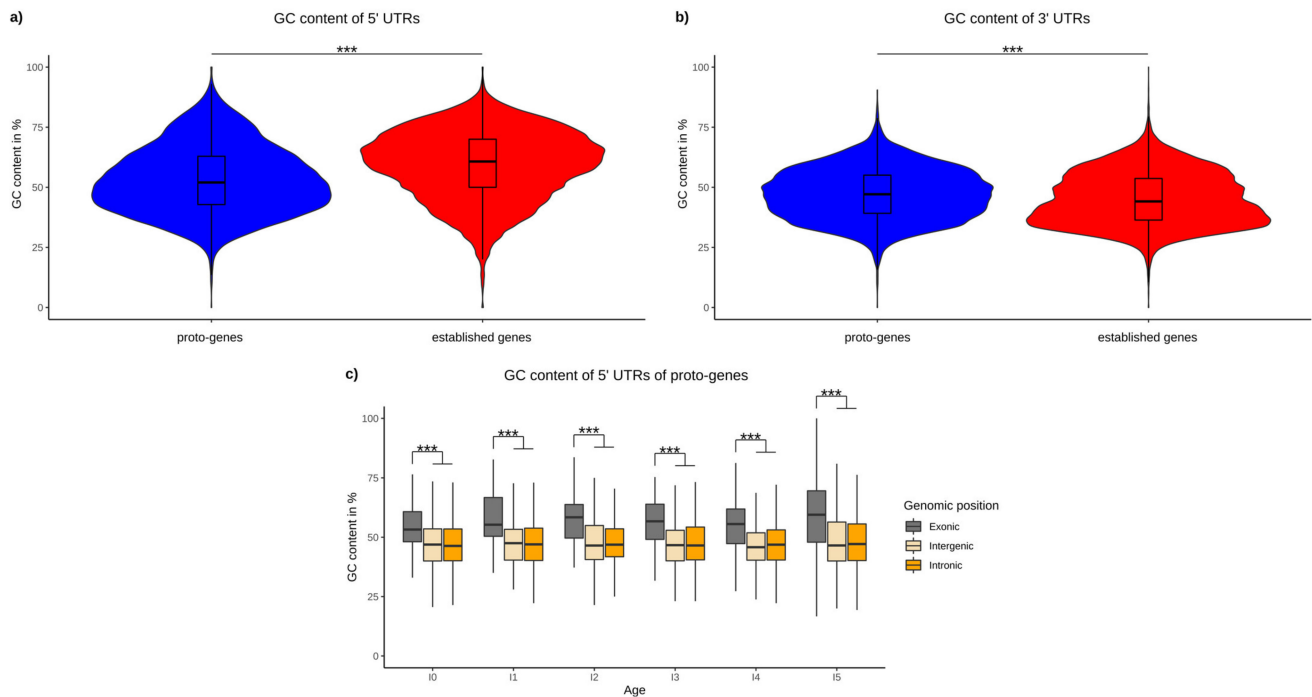 a)
GC content of 5' UTRs
***
GC content in %
100
75
50
25
0
proto-genes
established genes
b)
GC content of 3' UTRs
***
GC content in %
100
75
50
25
0
proto-genes
established genes
c)
GC content of 5' UTRs of proto-genes
***
***
***
***
***
***
GC content in %
100
75
50
25
0
I0
I1
I2
I3
I4
I5
Age
Genomic position
Exonic
Intergenic
Intronic